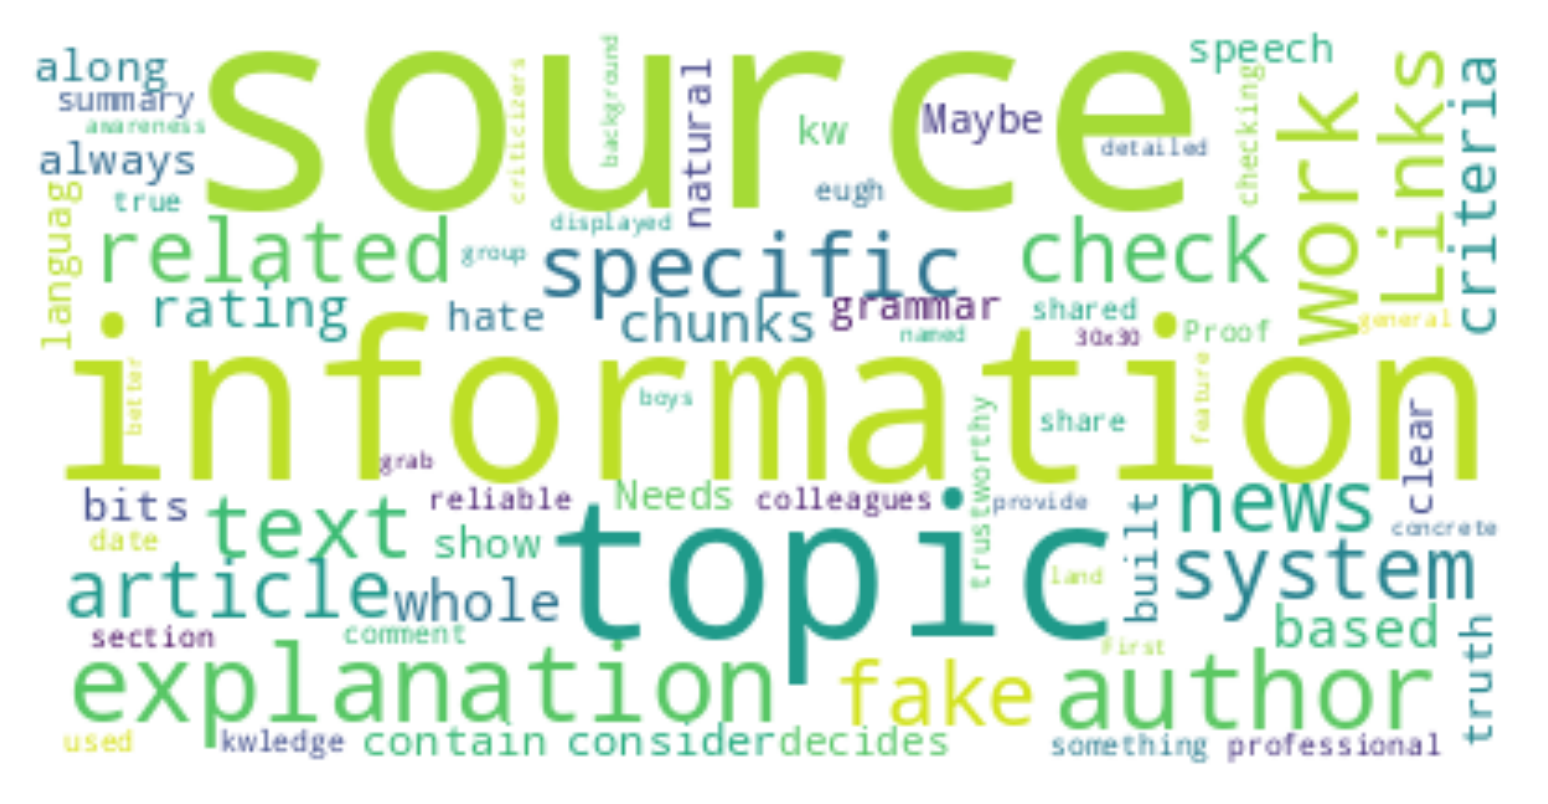 source
along
summary
awareness
always
true
languag
criticizers
background
natural
kw
Maybe
eugh
detailed
speech
checking
work
Links
criteria
related
group
displayed
specific
check
rating
hate
chunks
grammar
named
shared
30x30
Proof
general
information
better
boys
share
trustworthy
feature
clear
grab
bits
date
text
reliable
show
Needs
colleagues
provide
built
news
concrete
topic
land
system
article
whole
section
comment
First
based
truth
explanation
fake
author
used
kwledge
contain
consider
decides
something
professional